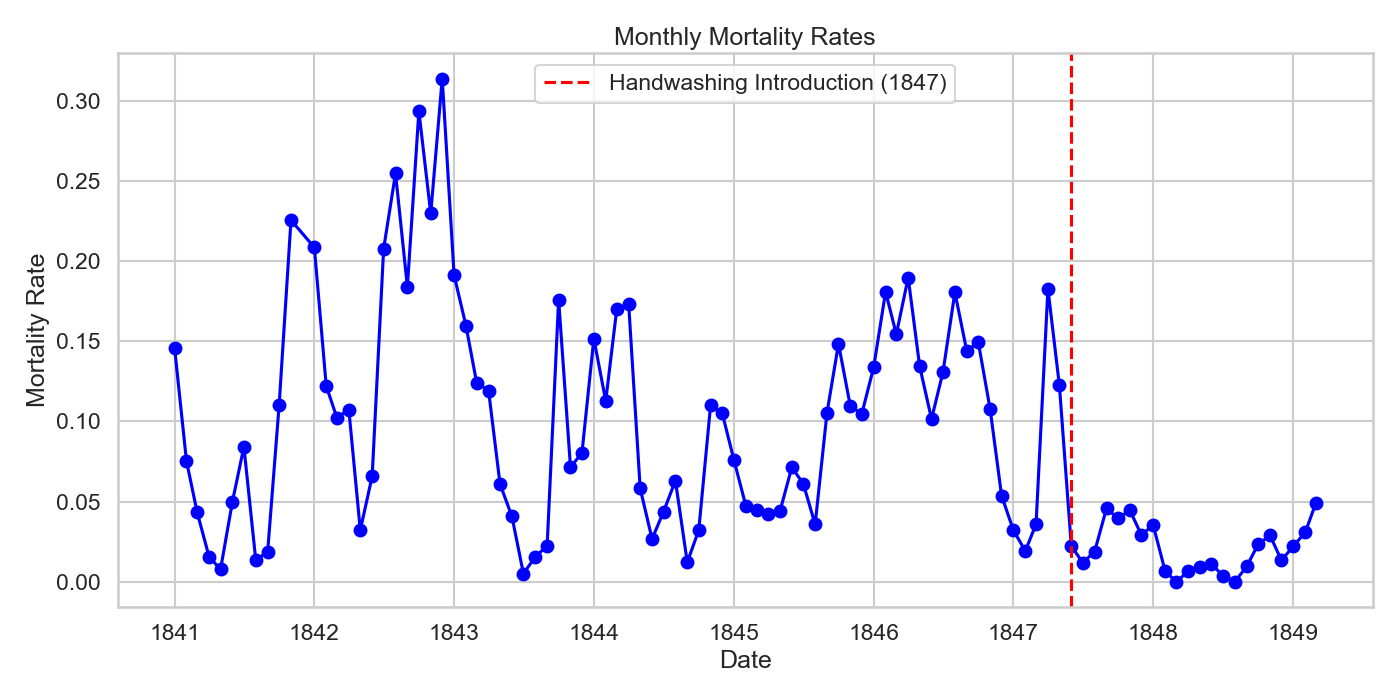 Monthly Mortality Rates
Handwashing Introduction (1847)
Mortality Rate
0.30
0.25
0.20
0.15
0.10
0.05
0.00
1841 1842 1843 1844 1845 1846 1847 1848 1849
Date